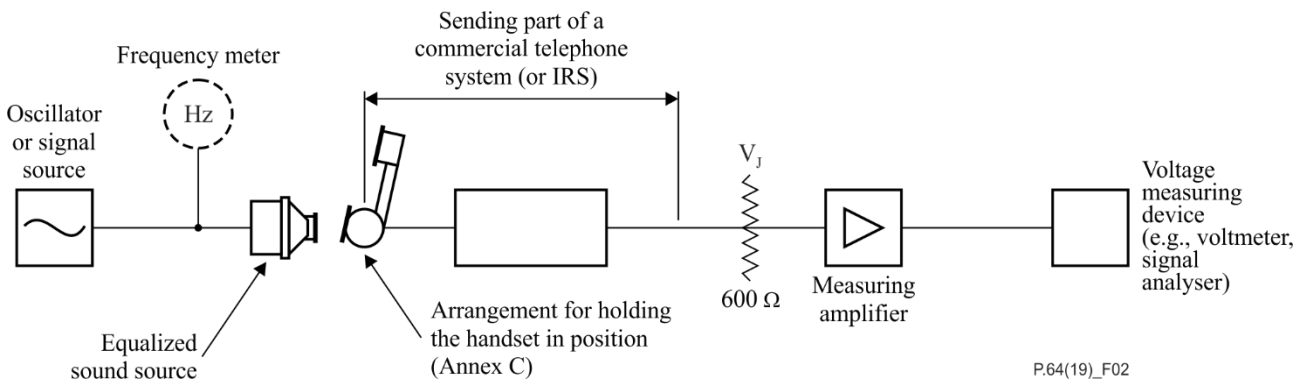 Sending part of a
commercial telephone
system (or IRS)
Frequency meter
Hz
Oscillator
or signal
source
V_J
Voltage
measuring
device
(e.g., voltmeter,
signal
analyser)
600 Ω
Measuring
amplifier
Arrangement for holding
the handset in position
(Annex C)
Equalized
sound source
P.64(19)_F02